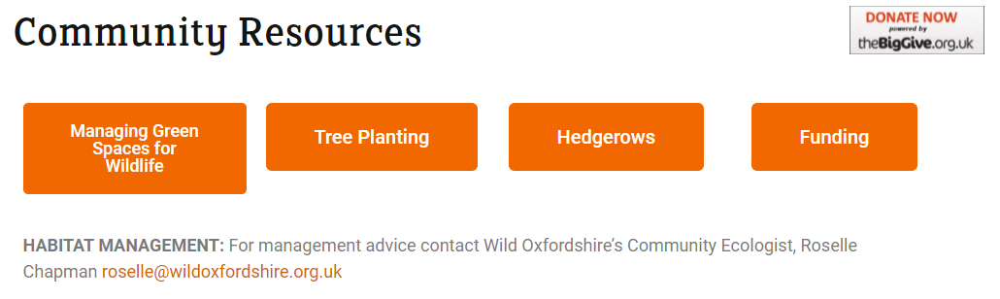 Community Resources
DONATE NOW
powered by
theBigGive.org.uk
Managing Green
Spaces for
Wildlife
Tree Planting
Hedgerows
Funding
HABITAT MANAGEMENT: For management advice contact Wild Oxfordshire’s Community Ecologist, Roselle
Chapman roselle@wildoxfordshire.org.uk